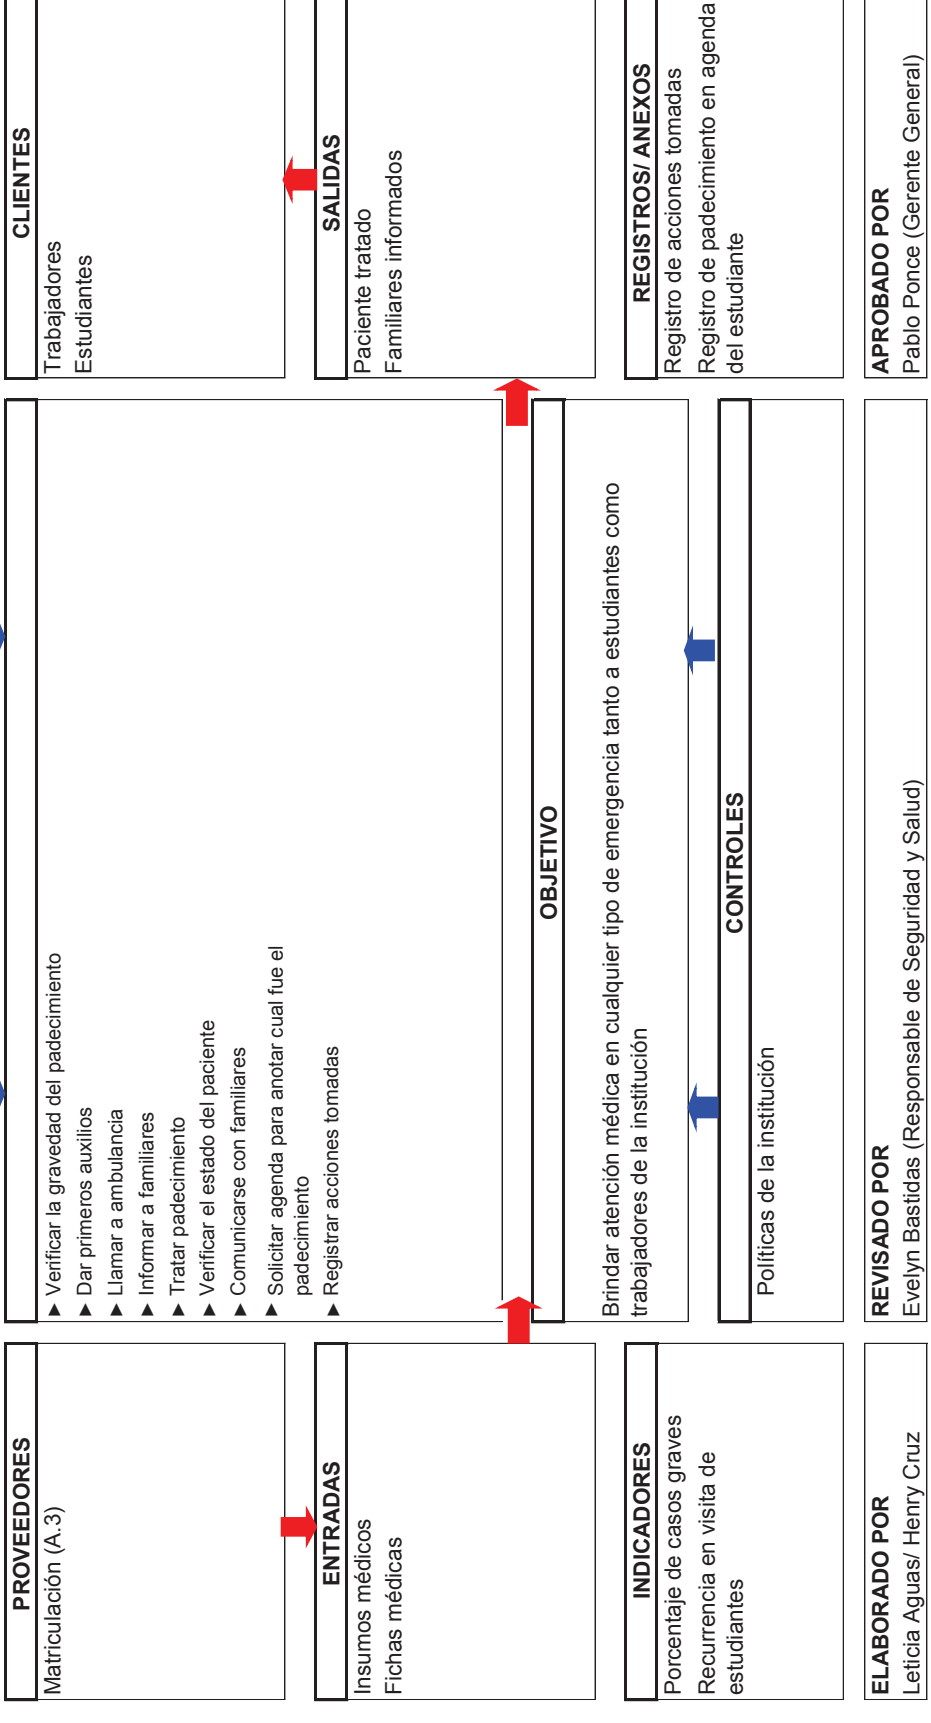 PROVEEDORES
Matriculación (A.3)
ENTRADAS
Insumos médicos
Fichas médicas
INDICADORES
Porcentaje de casos graves
Recurrencia en visita de
estudiantes
ELABORADO POR
Leticia Aguas/ Henry Cruz
► Verificar la gravedad del padecimiento
► Dar primeros auxilios
► Llamar a ambulancia
► Informar a familiares
► Tratar padecimiento
► Verificar el estado del paciente
► Comunicarse con familiares
► Solicitar agenda para anotar cual fue el
padecimiento
► Registrar acciones tomadas
OBJETIVO
Brindar atención médica en cualquier tipo de emergencia tanto a estudiantes como
trabajadores de la institución
CONTROLES
Políticas de la institución
REVISADO POR
Evelyn Bastidas (Responsable de Seguridad y Salud)
CLIENTES
Trabajadores
Estudiantes
SALIDAS
Paciente tratado
Familiares informados
REGISTROS/ ANEXOS
Registro de acciones tomadas
Registro de padecimiento en agenda
del estudiante
APROBADO POR
Pablo Ponce (Gerente General)